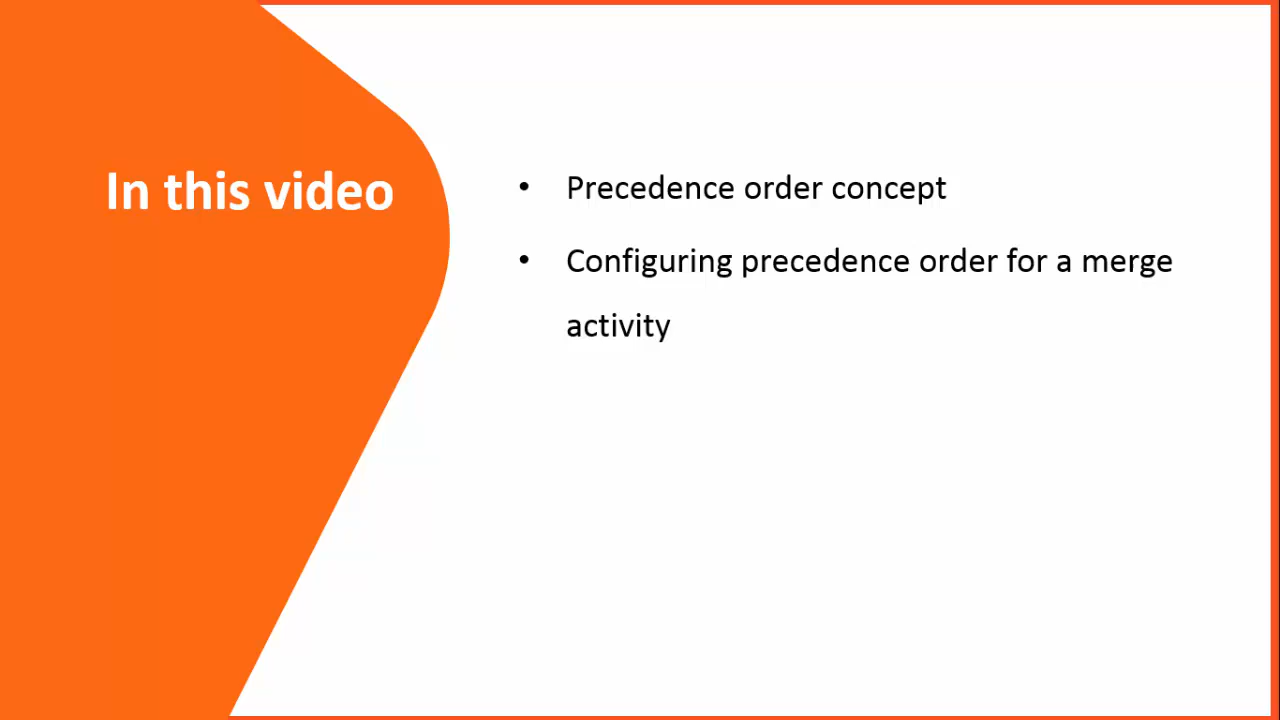 In this video
• Precedence order concept
• Configuring precedence order for a merge
activity